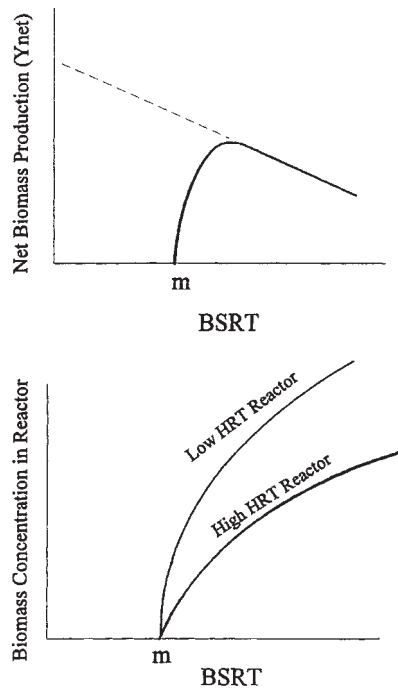 Net Biomass Production (Ynet)
m
BSRT
Biomass Concentration in Reactor
Low HRT Reactor
High HRT Reactor
m
BSRT